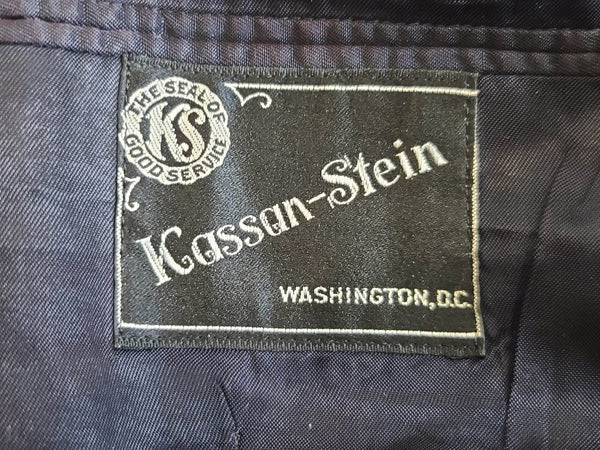 THE SEAL OF
KS
GOOD SERVICE
Kassan-Stein
WASHINGTON, D.C.